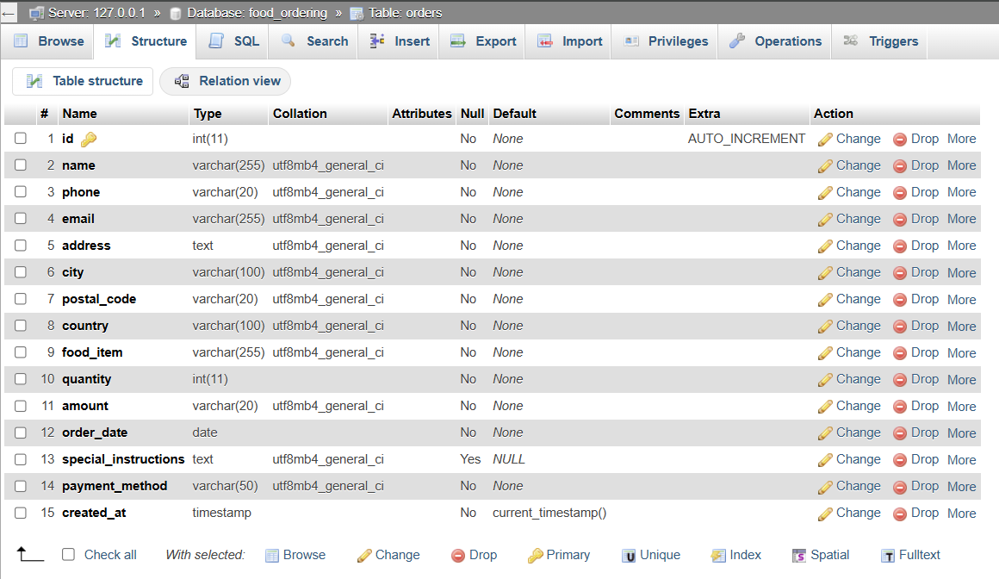 ← Server: 127.0.0.1 » Database: food_ordering » Table: orders
Browse Structure SQL Search Insert Export Import Privileges Operations Triggers
Table structure Relation view
# Name Type Collation Attributes Null Default Comments Extra Action
1 id int(11) No None AUTO_INCREMENT Change Drop More
2 name varchar(255) utf8mb4_general_ci No None Change Drop More
3 phone varchar(20) utf8mb4_general_ci No None Change Drop More
4 email varchar(255) utf8mb4_general_ci No None Change Drop More
5 address text utf8mb4_general_ci No None Change Drop More
6 city varchar(100) utf8mb4_general_ci No None Change Drop More
7 postal_code varchar(20) utf8mb4_general_ci No None Change Drop More
8 country varchar(100) utf8mb4_general_ci No None Change Drop More
9 food_item varchar(255) utf8mb4_general_ci No None Change Drop More
10 quantity int(11) No None Change Drop More
11 amount varchar(20) utf8mb4_general_ci No None Change Drop More
12 order_date date No None Change Drop More
13 special_instructions text utf8mb4_general_ci Yes NULL Change Drop More
14 payment_method varchar(50) utf8mb4_general_ci No None Change Drop More
15 created_at timestamp No current_timestamp() Change Drop More
Check all With selected: Browse Change Drop Primary Unique Index Spatial Fulltext